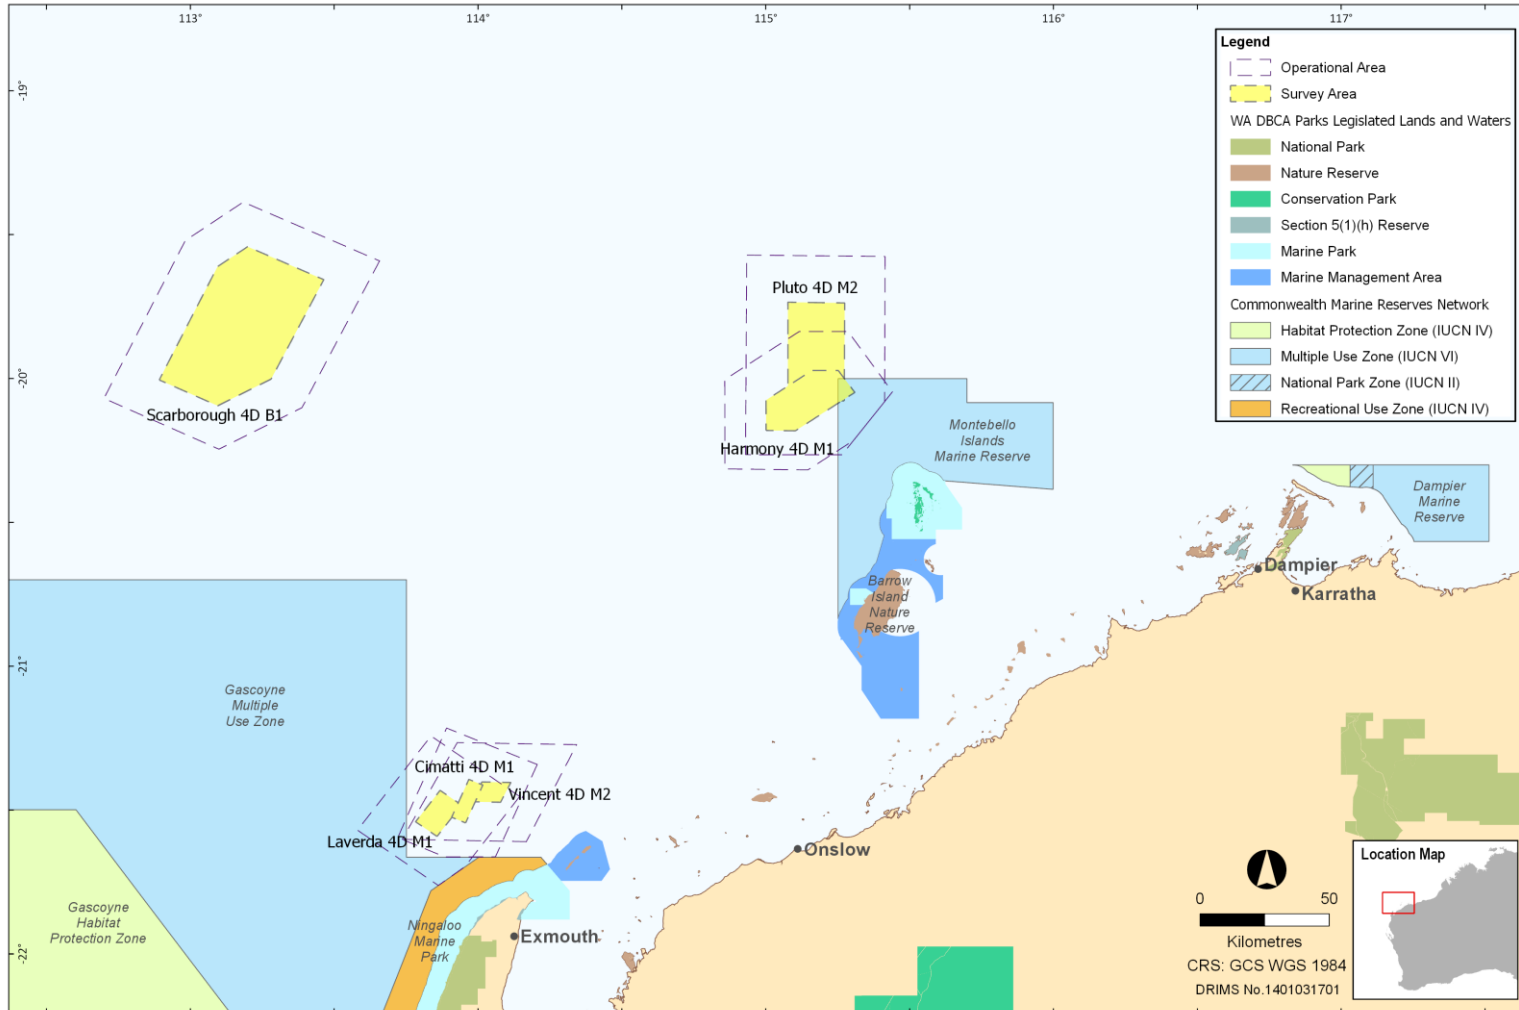 113°
114°
115°
116°
117°
-19°
-20°
-21°
-22°
Legend
Operational Area
Survey Area
WA DBCA Parks Legislated Lands and Waters
National Park
Nature Reserve
Conservation Park
Section 5(1)(h) Reserve
Marine Park
Marine Management Area
Commonwealth Marine Reserves Network
Habitat Protection Zone (IUCN IV)
Multiple Use Zone (IUCN VI)
National Park Zone (IUCN II)
Recreational Use Zone (IUCN IV)
Pluto 4D M2
Scarborough 4D B1
Harmony 4D M1
Montebello
Islands
Marine Reserve
Dampier
Marine
Reserve
Dampier
Karratha
Barrow
Island
Nature
Reserve
Gascoyne
Multiple
Use Zone
Cimatti 4D M1
Vincent 4D M2
Laverda 4D M1
Onslow
Gascoyne
Habitat
Protection Zone
Ningaloo
Marine
Park
Exmouth
0 50
Kilometres
CRS: GCS WGS 1984
DRIMS No.1401031701
Location Map